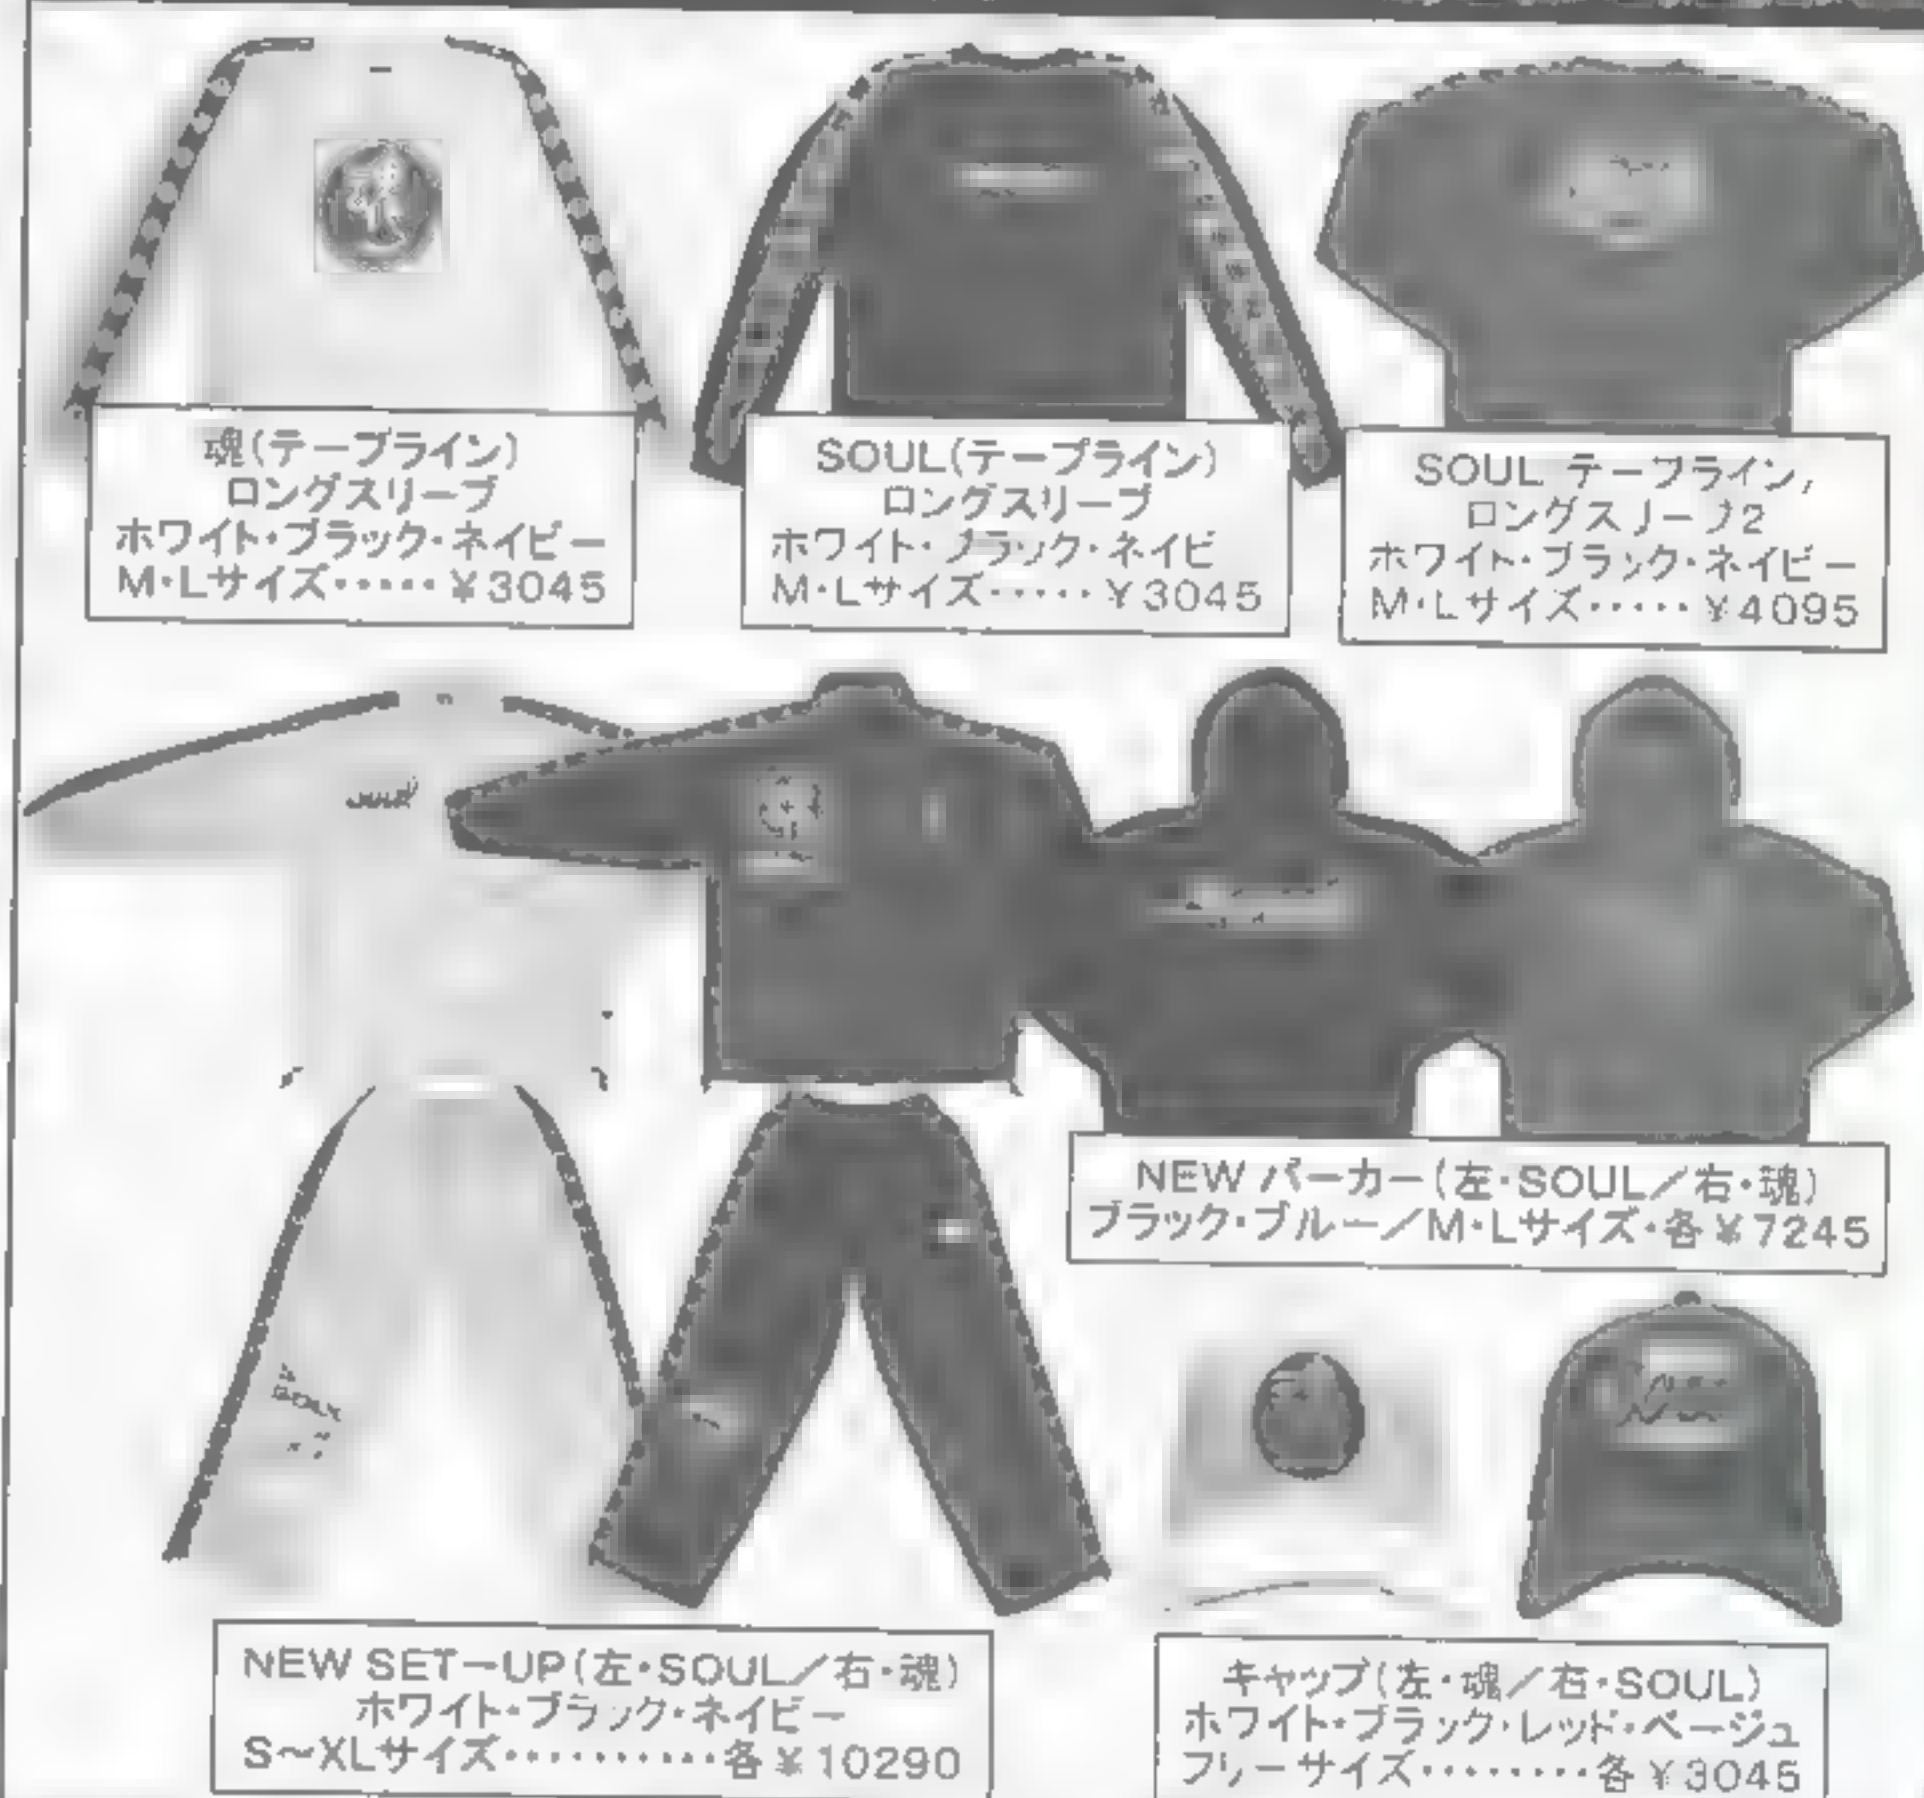 魂(テープライン)
ロングスリーブ
ホワイト・ブラック・ネイビー
M・Lサイズ・・・・・¥3045
SOUL(テープライン)
ロングスリーブ
ホワイト・ブラック・ネイビ
M・Lサイズ・・・・・¥3045
SOUL テープライン,
ロングスリーブ2
ホワイト・ブラック・ネイビー
M・Lサイズ・・・・・¥4095
NEW パーカー(左・SOUL/右・魂)
ブラック・ブルー/M・Lサイズ・各¥7245
NEW SET-UP(左・SOUL/右・魂)
ホワイト・ブラック・ネイビー
S〜XLサイズ・・・・・・・・・・各¥10290
キャップ(左・魂/右・SOUL)
ホワイト・ブラック・レッド・ベージュ
フリーサイズ・・・・・・・・各¥3045